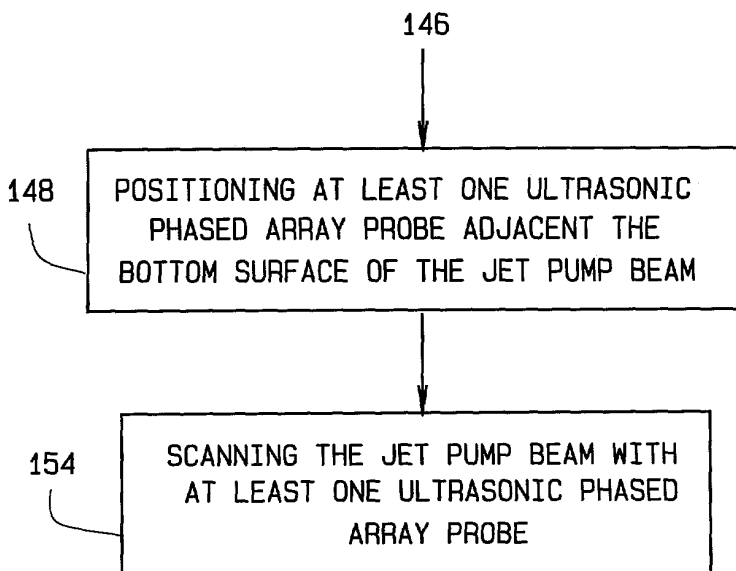 146
148
POSITIONING AT LEAST ONE ULTRASONIC
PHASED ARRAY PROBE ADJACENT THE
BOTTOM SURFACE OF THE JET PUMP BEAM
154
SCANNING THE JET PUMP BEAM WITH
AT LEAST ONE ULTRASONIC PHASED
ARRAY PROBE